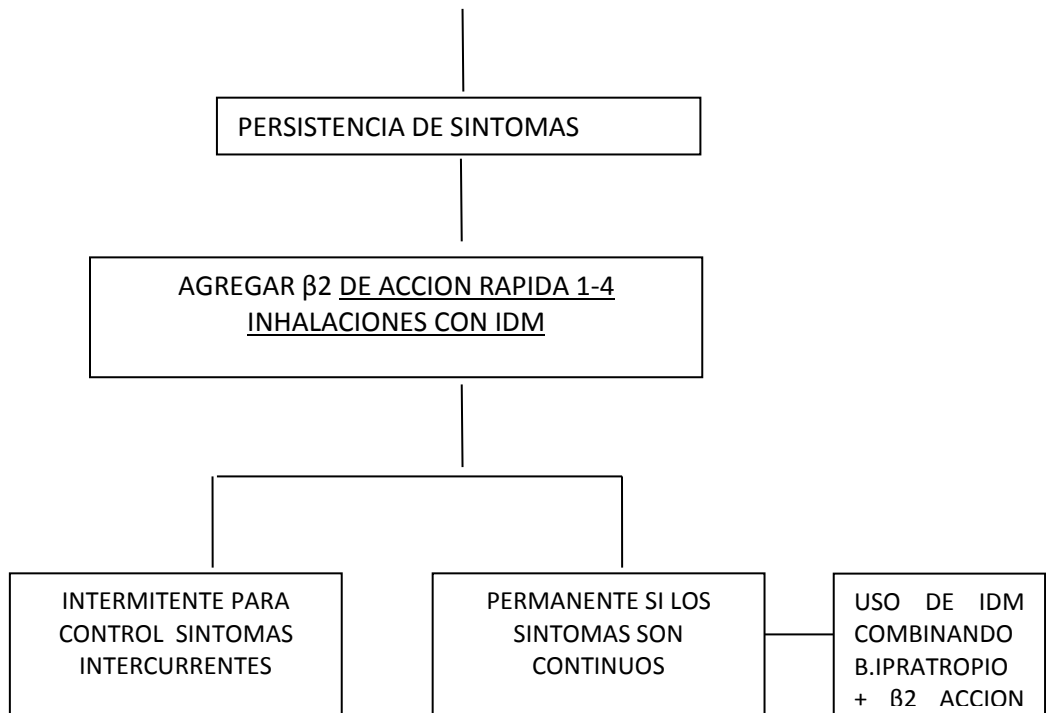 PERSISTENCIA DE SINTOMAS
AGREGAR β2 DE ACCION RAPIDA 1-4
INHALACIONES CON IDM
INTERMITENTE PARA
CONTROL SINTOMAS
INTERCURRENTES
PERMANENTE SI LOS
SINTOMAS SON
CONTINUOS
USO DE IDM
COMBINANDO
B.IPRATROPIO
+ β2 ACCION